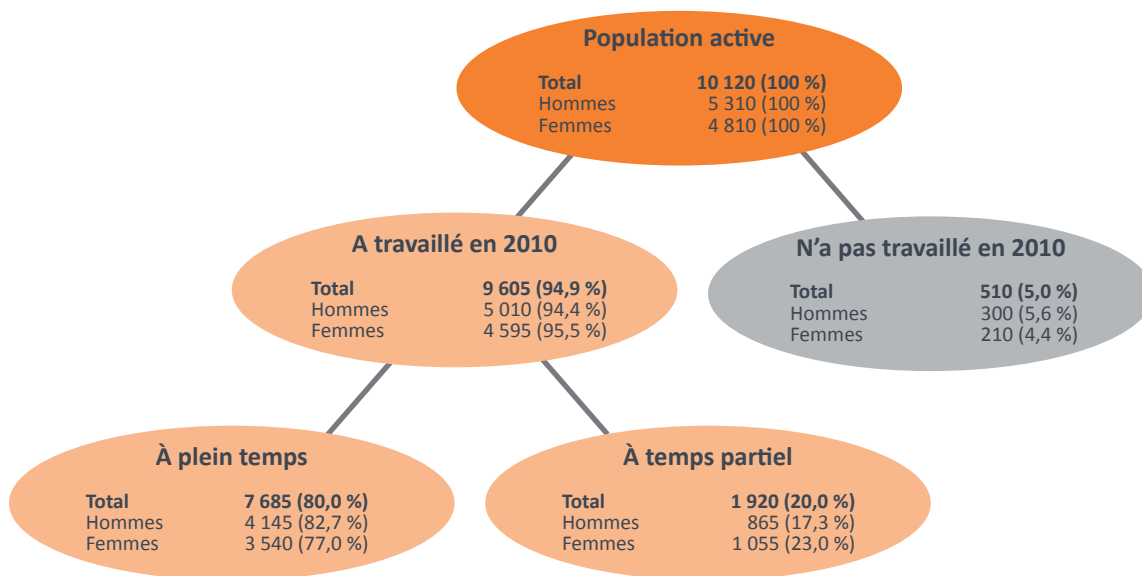 Population active
Total 10 120 (100 %)
Hommes 5 310 (100 %)
Femmes 4 810 (100 %)
A travaillé en 2010
Total 9 605 (94,9 %)
Hommes 5 010 (94,4 %)
Femmes 4 595 (95,5 %)
N'a pas travaillé en 2010
Total 510 (5,0 %)
Hommes 300 (5,6 %)
Femmes 210 (4,4 %)
À plein temps
Total 7 685 (80,0 %)
Hommes 4 145 (82,7 %)
Femmes 3 540 (77,0 %)
À temps partiel
Total 1 920 (20,0 %)
Hommes 865 (17,3 %)
Femmes 1 055 (23,0 %)